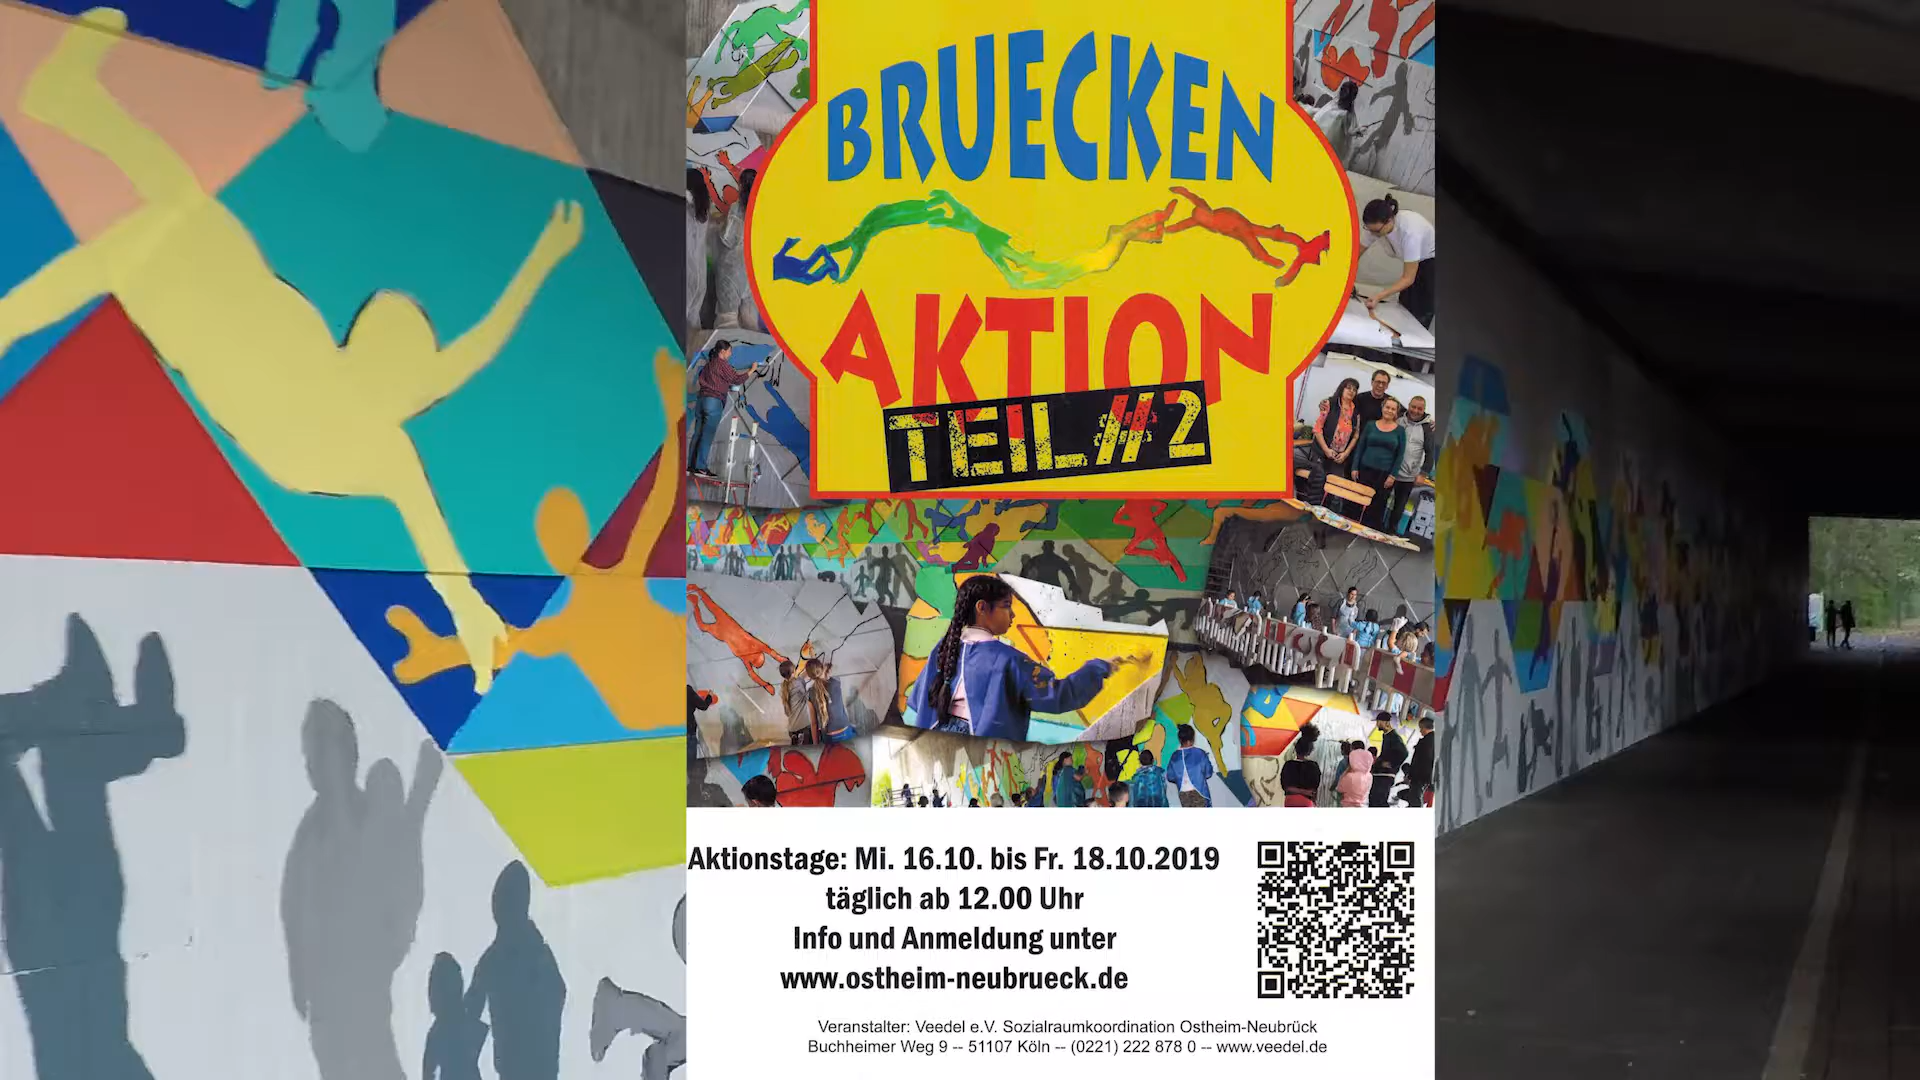 BRUECKEN
AKTION
TEIL #2
Aktionstage: Mi. 16.10. bis Fr. 18.10.2019
täglich ab 12.00 Uhr
Info und Anmeldung unter
www.ostheim-neubrueck.de
Veranstalter: Veedel e.V. Sozialraumkoordination Ostheim-Neubrück
Buchheimer Weg 9 -- 51107 Köln -- (0221) 222 878 0 -- www.veedel.de